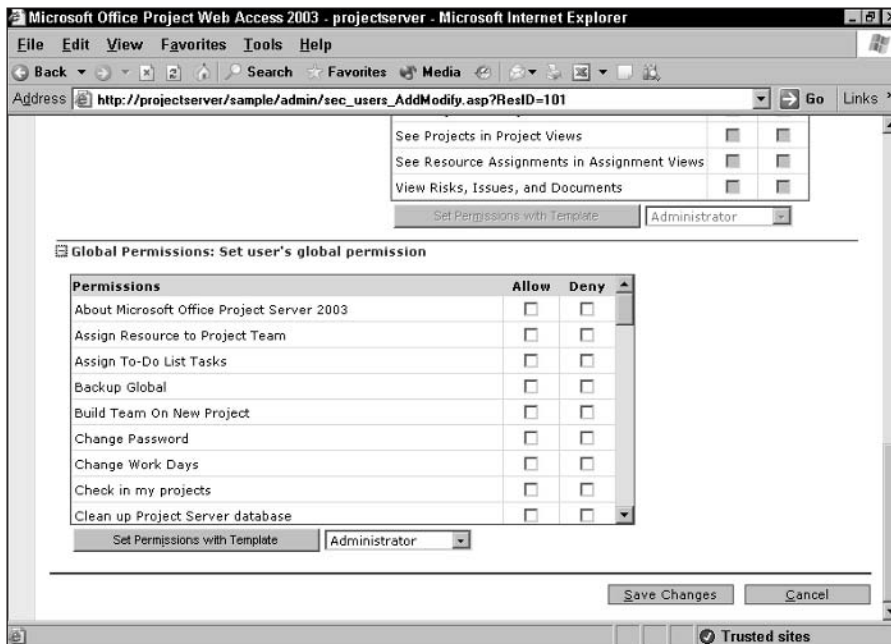 Microsoft Office Project Web Access 2003 - projectserver - Microsoft Internet Explorer
File Edit View Favorites Tools Help
Back Search Favorites Media
Address http://projectserver/sample/admin/sec_users_AddModify.asp?ResID=101 Go Links
See Projects in Project Views
See Resource Assignments in Assignment Views
View Risks, Issues, and Documents
Set Permissions with Template Administrator
Global Permissions: Set user's global permission
Permissions Allow Deny
About Microsoft Office Project Server 2003
Assign Resource to Project Team
Assign To-Do List Tasks
Backup Global
Build Team On New Project
Change Password
Change Work Days
Check in my projects
Clean up Project Server database
Set Permissions with Template Administrator
Save Changes Cancel
Trusted sites